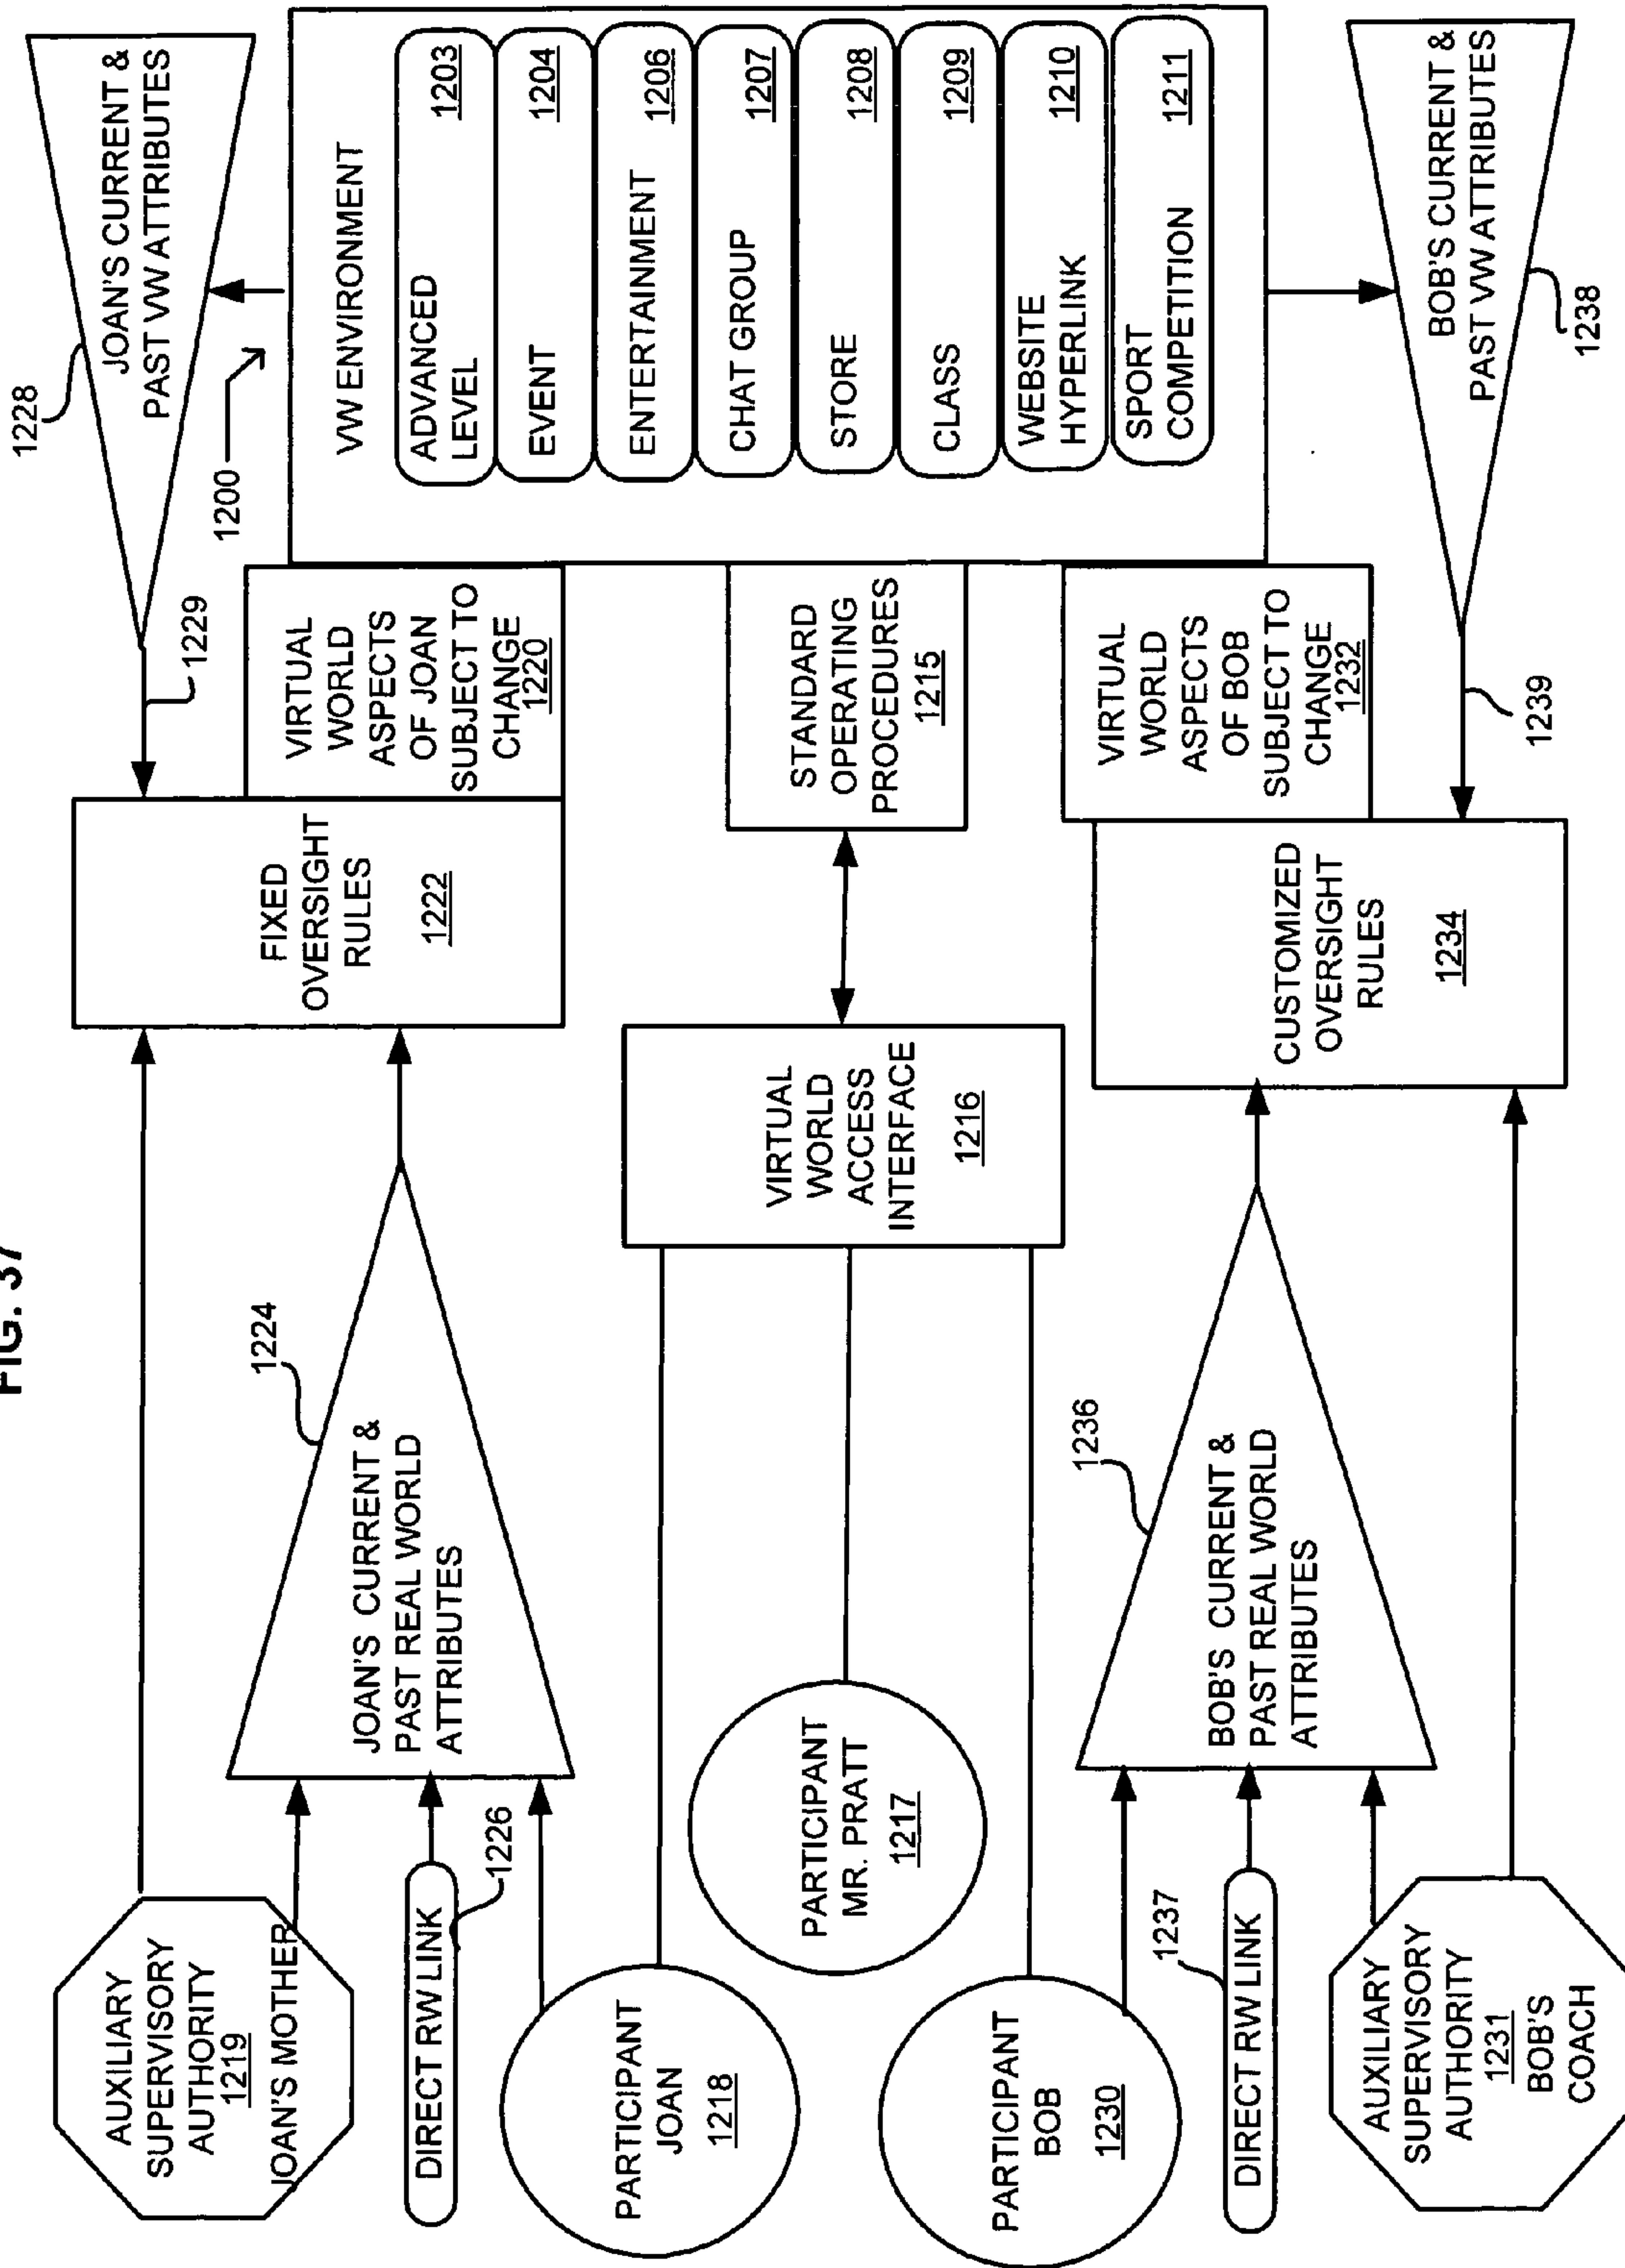 FIG. 37
AUXILIARY
SUPERVISORY
AUTHORITY
1219
JOAN'S MOTHER
DIRECT RW LINK
1226
PARTICIPANT
JOAN
1218
JOAN'S CURRENT &
PAST REAL WORLD
ATTRIBUTES
1224
FIXED
OVERSIGHT
RULES
1222
1229
1228
JOAN'S CURRENT &
PAST VW ATTRIBUTES
VIRTUAL
WORLD
ASPECTS
OF JOAN
SUBJECT TO
CHANGE
1220
1200
VW ENVIRONMENT
ADVANCED
LEVEL
1203
EVENT
1204
ENTERTAINMENT
1206
CHAT GROUP
1207
STORE
1208
CLASS
1209
WEBSITE
HYPERLINK
1210
SPORT
COMPETITION
1211
PARTICIPANT
MR. PRATT
1217
VIRTUAL
WORLD
ACCESS
INTERFACE
1216
STANDARD
OPERATING
PROCEDURES
1215
PARTICIPANT
BOB
1230
1237
DIRECT RW LINK
AUXILIARY
SUPERVISORY
AUTHORITY
1231
BOB'S
COACH
1236
BOB'S CURRENT &
PAST REAL WORLD
ATTRIBUTES
CUSTOMIZED
OVERSIGHT
RULES
1234
VIRTUAL
WORLD
ASPECTS
OF BOB
SUBJECT TO
CHANGE
1232
1239
BOB'S CURRENT &
PAST VW ATTRIBUTES
1238